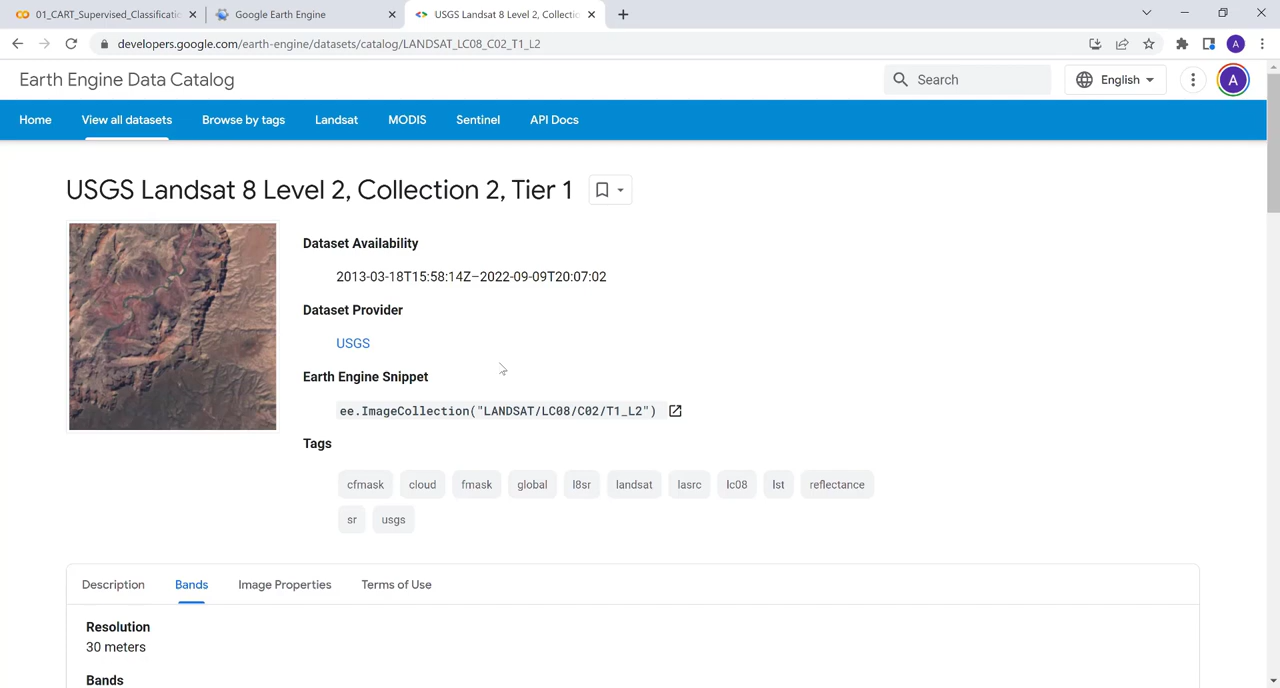 01_CART_Supervised_Classificatio
Google Earth Engine
USGS Landsat 8 Level 2, Collectio
developers.google.com/earth-engine/datasets/catalog/LANDSAT_LC08_C02_T1_L2
A
Earth Engine Data Catalog
Search
English
A
Home
View all datasets
Browse by tags
Landsat
MODIS
Sentinel
API Docs
USGS Landsat 8 Level 2, Collection 2, Tier 1
Dataset Availability
2013-03-18T15:58:14Z–2022-09-09T20:07:02
Dataset Provider
USGS
Earth Engine Snippet
ee.ImageCollection("LANDSAT/LC08/C02/T1_L2")
Tags
cfmask cloud fmask global l8sr landsat lasrc lc08 lst reflectance
sr usgs
Description Bands Image Properties Terms of Use
Resolution
30 meters
Bands